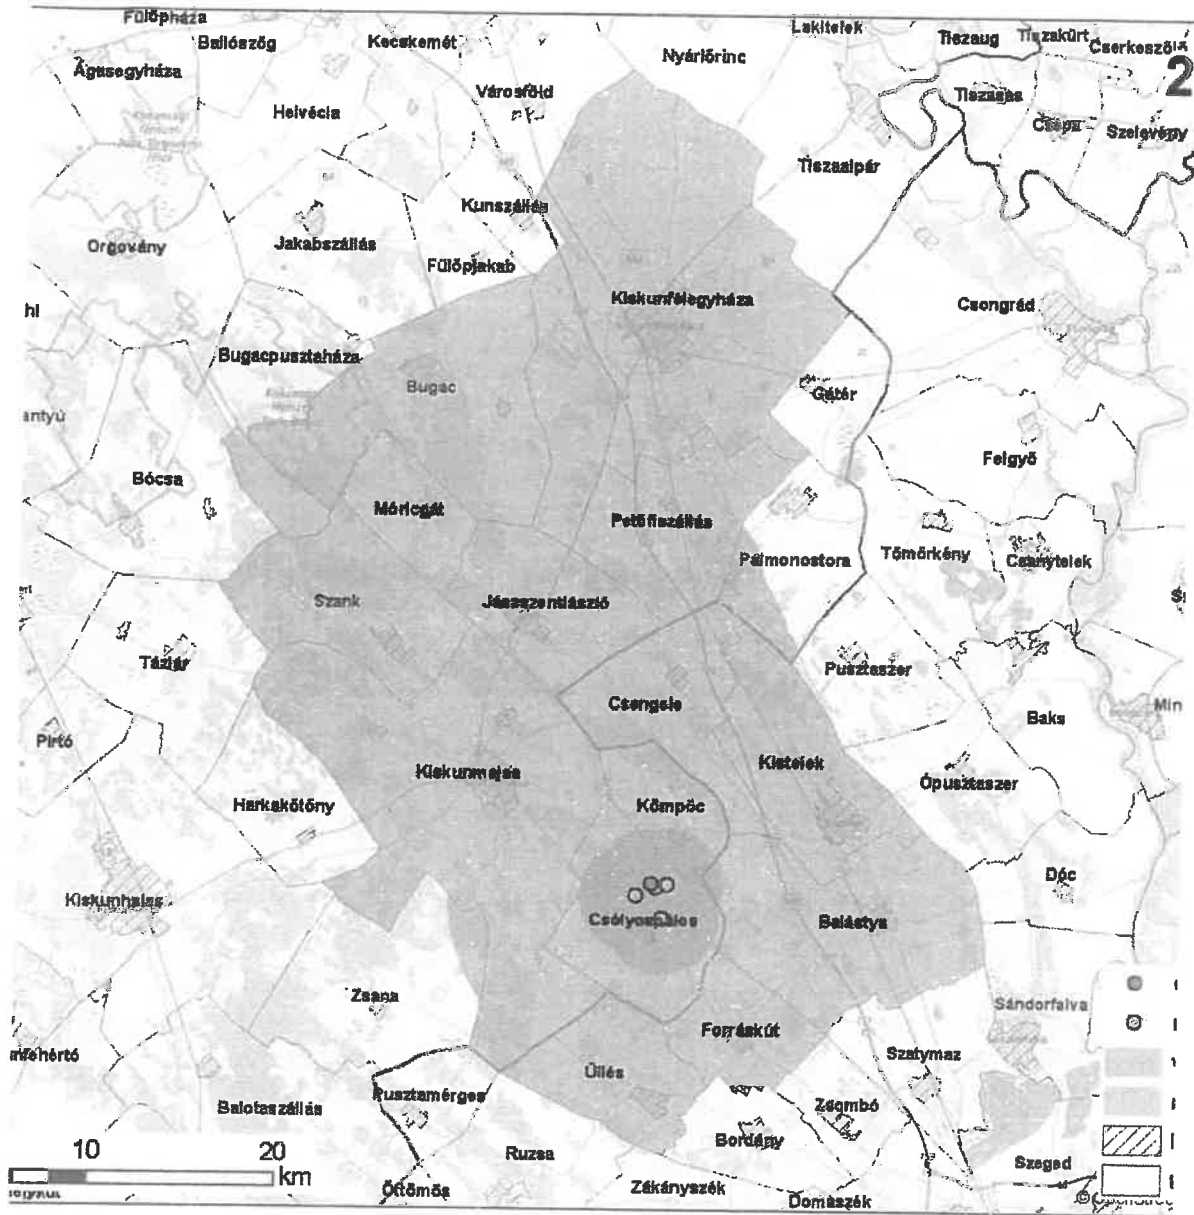 Fülöpháza
Ballószög
Kecskemét
Lakitelek
Tiszaug
Tiszakürt
Cserkeszőlő
Nyárlőrinc
2
Ágasegyháza
Városföld
Tiszasas
Helvécia
Csépa
Szelevény
Tiszaalpár
Kunszállás
Orgovány
Jakabszállás
Fülöpjakab
Kiskunfélegyháza
Csongrád
hl
Bugacpusztaháza
Bugac
Gátér
antyú
Felgyő
Bócsa
Móricgát
Petőfiszállás
Pálmonostora
Tömörkény
Csanytelek
Szank
Jászszentlászló
Tázlár
Pusztaszer
Csengele
Baks
Min
Pirtó
Kiskunmajsa
Kistelek
Ópusztaszer
Harkakötöny
Kömpöc
Dóc
Kiskunhalas
Csólyospálos
Balástya
Zsana
Sándorfalva
Forráskút
Szatymaz
Üllés
Balotaszállás
Pusztamérges
Zsombó
Bordány
10
20
km
Ruzsa
Szeged
Öttömös
Zákányszék
Domaszék